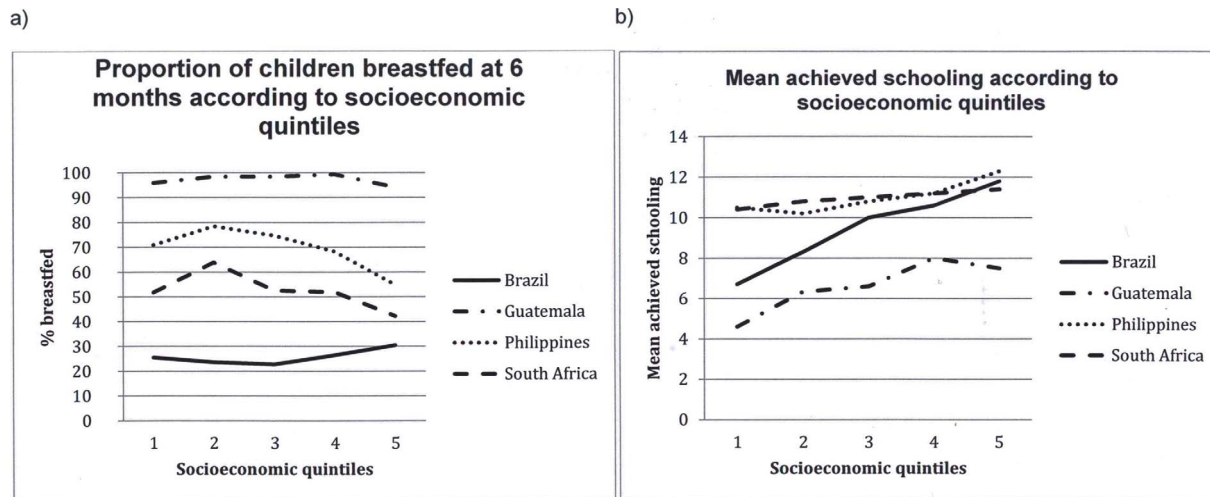 a)
Proportion of children breastfed at 6
months according to socioeconomic
quintiles
100
90
80
70
60
50
40
30
20
10
0
% breastfed
1 2 3 4 5
Socioeconomic quintiles
Brazil
Guatemala
Philippines
South Africa
b)
Mean achieved schooling according to
socioeconomic quintiles
14
12
10
8
6
4
2
0
Mean achieved schooling
1 2 3 4 5
Socioeconomic quintiles
Brazil
Guatemala
Philippines
South Africa